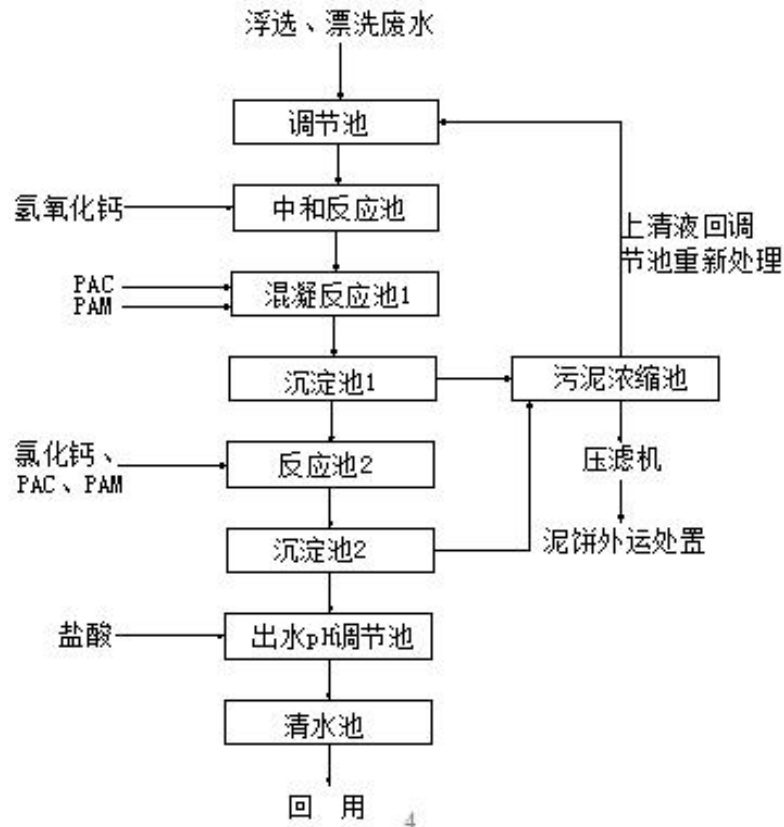 浮选、漂洗废水
调节池
氢氧化钙
中和反应池
上清液回调
节池重新处理
PAC
PAM
混凝反应池1
沉淀池1
污泥浓缩池
氯化钙、
PAC、PAM
反应池2
压滤机
沉淀池2
泥饼外运处置
盐酸
出水pH调节池
清水池
回 用
4